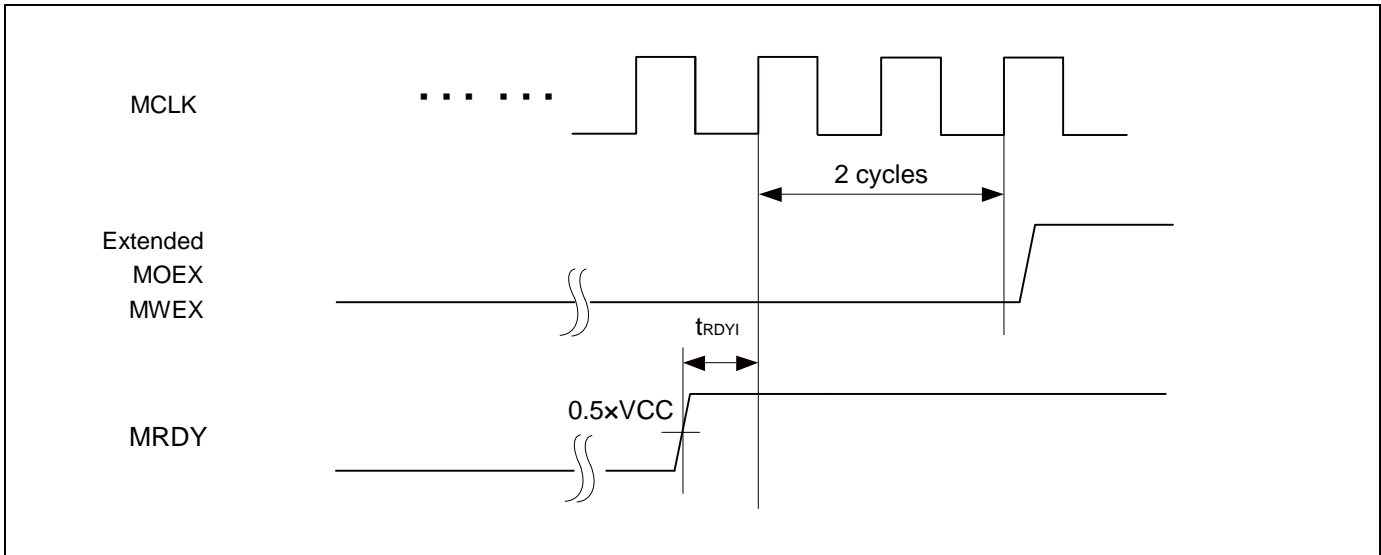 MCLK
2 cycles
Extended
MOEX
MWEX
tRDYI
0.5×VCC
MRDY